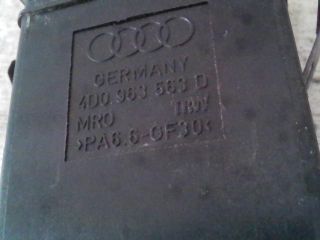 GERMANY
4D0 963 563 D
MRO TRW
>PA6.6-GF30<